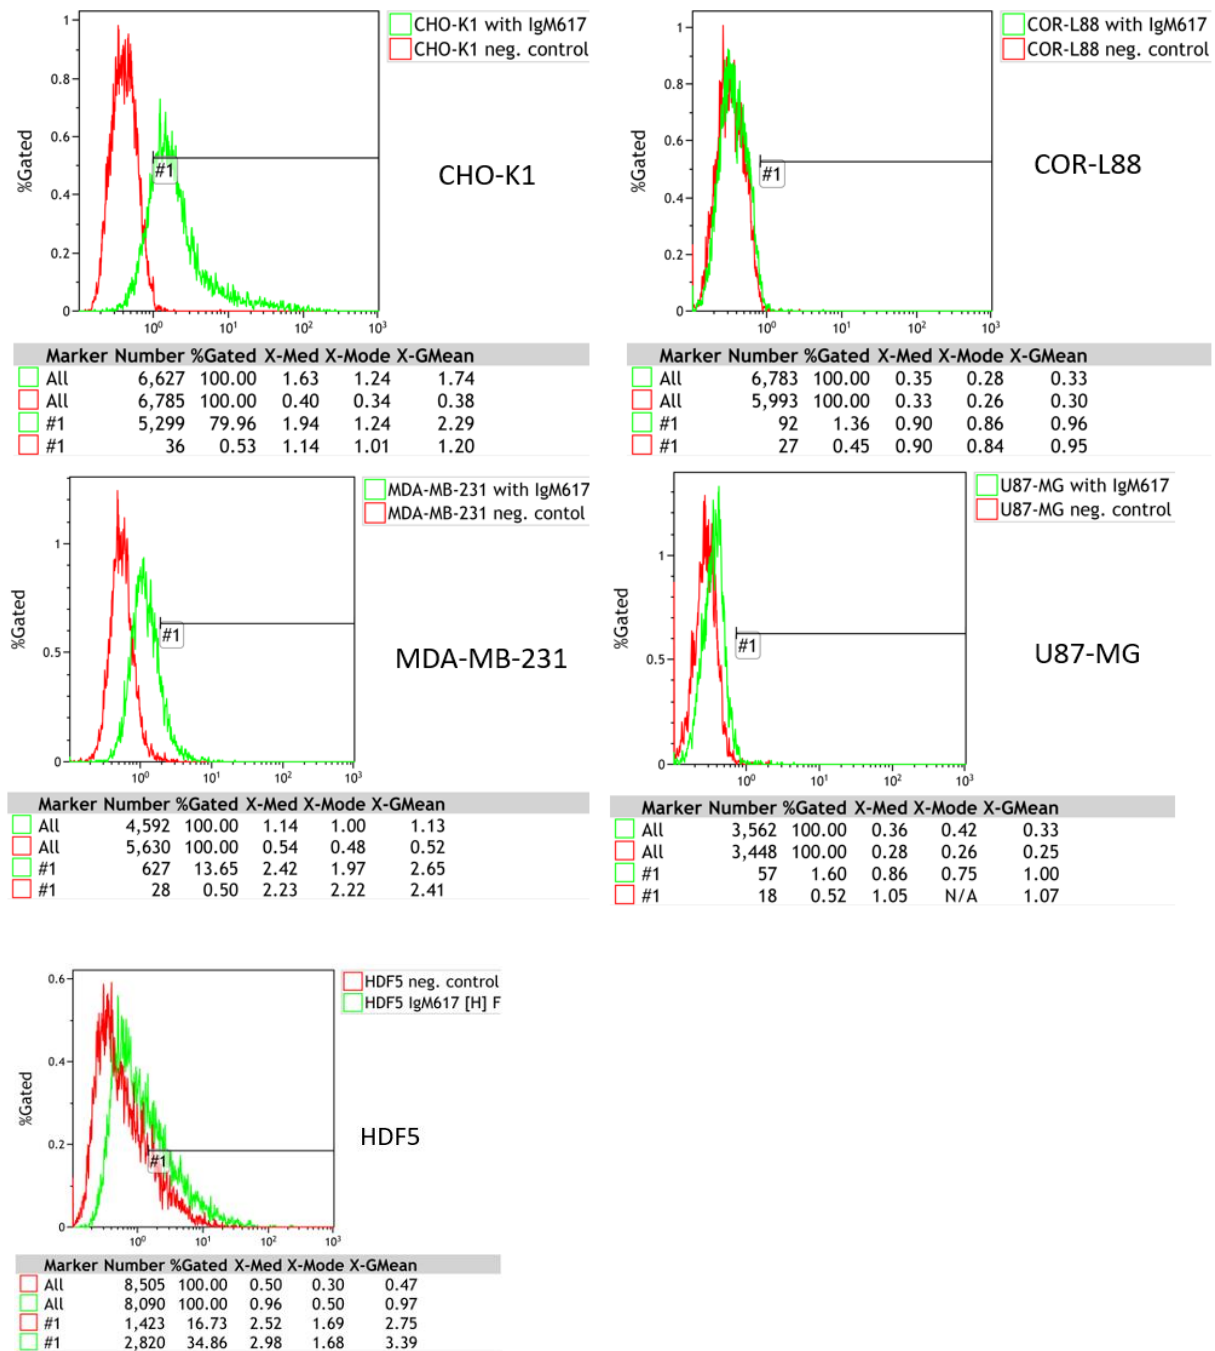 CHO-K1 with IgM617
CHO-K1 neg. control
1
0.8
0.6
0.4
0.2
0
%Gated
#1
10⁰ 10¹ 10² 10³
CHO-K1
Marker Number %Gated X-Med X-Mode X-GMean
All 6,627 100.00 1.63 1.24 1.74
All 6,785 100.00 0.40 0.34 0.38
#1 5,299 79.96 1.94 1.24 2.29
#1 36 0.53 1.14 1.01 1.20
COR-L88 with IgM617
COR-L88 neg. control
1
0.8
0.6
0.4
0.2
0
%Gated
#1
10⁰ 10¹ 10² 10³
COR-L88
Marker Number %Gated X-Med X-Mode X-GMean
All 6,783 100.00 0.35 0.28 0.33
All 5,993 100.00 0.33 0.26 0.30
#1 92 1.36 0.90 0.86 0.96
#1 27 0.45 0.90 0.84 0.95
MDA-MB-231 with IgM617
MDA-MB-231 neg. contol
1
0.5
0
%Gated
#1
10⁰ 10¹ 10² 10³
MDA-MB-231
Marker Number %Gated X-Med X-Mode X-GMean
All 4,592 100.00 1.14 1.00 1.13
All 5,630 100.00 0.54 0.48 0.52
#1 627 13.65 2.42 1.97 2.65
#1 28 0.50 2.23 2.22 2.41
U87-MG with IgM617
U87-MG neg. control
1
0.5
0
%Gated
#1
10⁰ 10¹ 10² 10³
U87-MG
Marker Number %Gated X-Med X-Mode X-GMean
All 3,562 100.00 0.36 0.42 0.33
All 3,448 100.00 0.28 0.26 0.25
#1 57 1.60 0.86 0.75 1.00
#1 18 0.52 1.05 N/A 1.07
HDF5 neg. control
HDF5 IgM617 [H] F
0.6
0.4
0.2
0
%Gated
#1
10⁰ 10¹ 10² 10³
HDF5
Marker Number %Gated X-Med X-Mode X-GMean
All 8,505 100.00 0.50 0.30 0.47
All 8,090 100.00 0.96 0.50 0.97
#1 1,423 16.73 2.52 1.69 2.75
#1 2,820 34.86 2.98 1.68 3.39